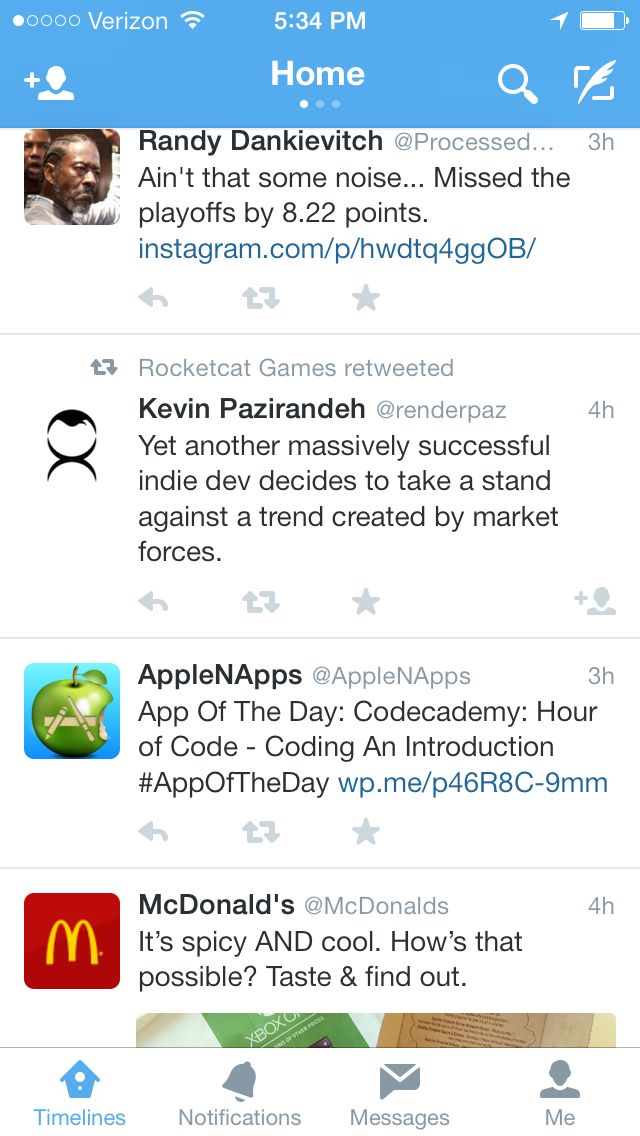 Verizon 5:34 PM
Home
Randy Dankievitch @Processed... 3h
Ain't that some noise... Missed the
playoffs by 8.22 points.
instagram.com/p/hwdtq4ggOB/
Rocketcat Games retweeted
Kevin Pazirandeh @renderpaz 4h
Yet another massively successful
indie dev decides to take a stand
against a trend created by market
forces.
AppleNApps @AppleNApps 3h
App Of The Day: Codecademy: Hour
of Code - Coding An Introduction
#AppOfTheDay wp.me/p46R8C-9mm
McDonald's @McDonalds 4h
It’s spicy AND cool. How’s that
possible? Taste & find out.
XBOX
OF OTHER PRIZES
Timelines Notifications Messages Me